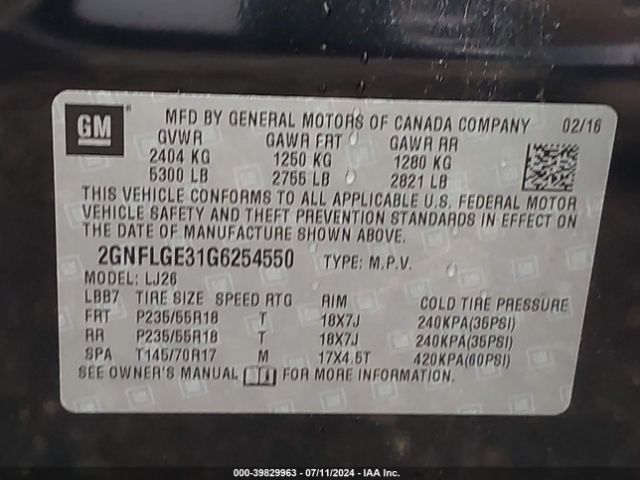 GM ® MFD BY GENERAL MOTORS OF CANADA COMPANY 02/16
GVWR GAWR FRT GAWR RR
2404 KG 1250 KG 1280 KG
5300 LB 2755 LB 2821 LB
THIS VEHICLE CONFORMS TO ALL APPLICABLE U.S. FEDERAL MOTOR
VEHICLE SAFETY AND THEFT PREVENTION STANDARDS IN EFFECT ON
THE DATE OF MANUFACTURE SHOWN ABOVE.
2GNFLGE31G6254550 TYPE: M.P.V.
MODEL: LJ26
LBB7 TIRE SIZE SPEED RTG RIM COLD TIRE PRESSURE
FRT P235/55R18 T 18X7J 240KPA(35PSI)
RR P235/55R18 T 18X7J 240KPA(35PSI)
SPA T145/70R17 M 17X4.5T 420KPA(60PSI)
SEE OWNER'S MANUAL FOR MORE INFORMATION.
000-39829963 - 07/11/2024 - IAA Inc.